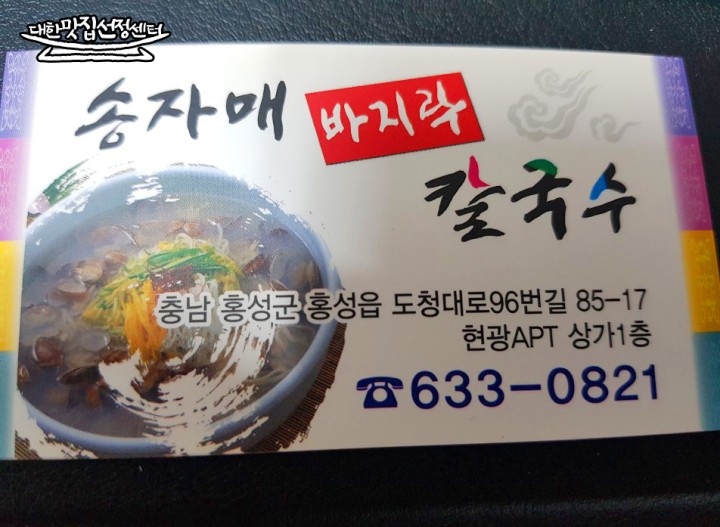 대한맛집선정센터
송자매 바지락
칼국수
충남 홍성군 홍성읍 도청대로96번길 85-17
현광APT 상가1층
☎633-0821